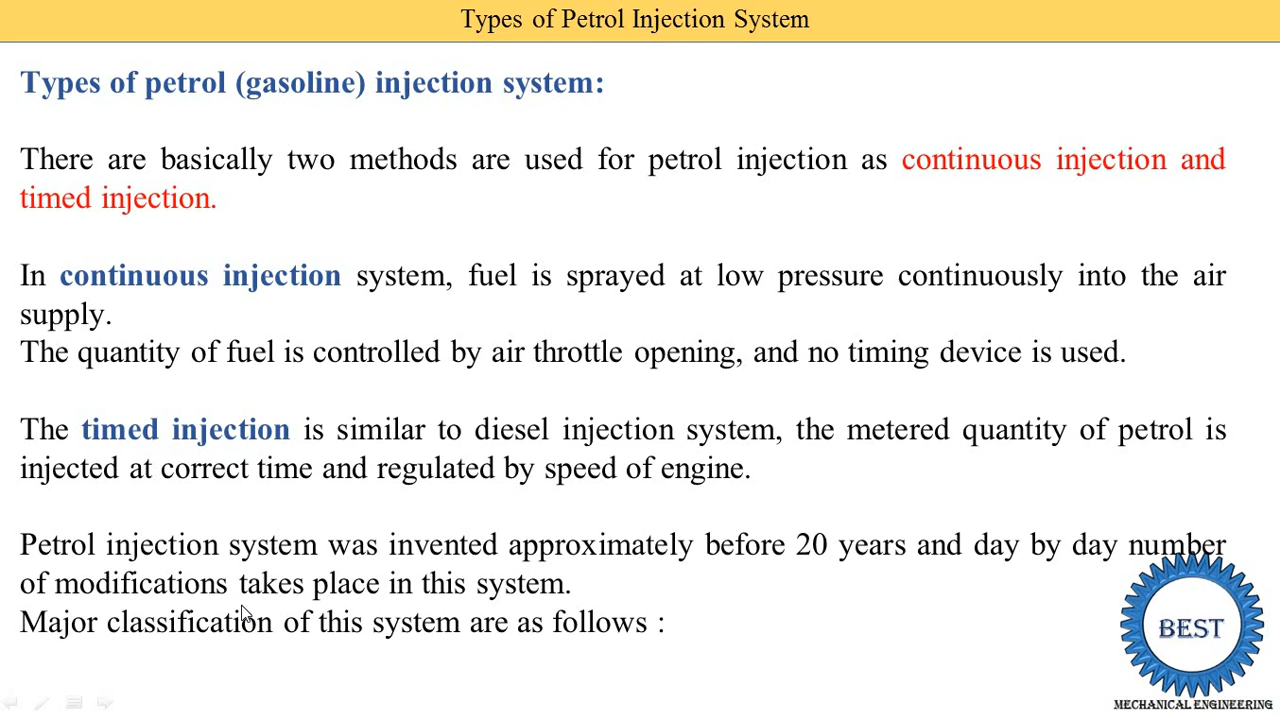 Types of Petrol Injection System
Types of petrol (gasoline) injection system:
There are basically two methods are used for petrol injection as continuous injection and
timed injection.
In continuous injection system, fuel is sprayed at low pressure continuously into the air
supply.
The quantity of fuel is controlled by air throttle opening, and no timing device is used.
The timed injection is similar to diesel injection system, the metered quantity of petrol is
injected at correct time and regulated by speed of engine.
Petrol injection system was invented approximately before 20 years and day by day number
of modifications takes place in this system.
Major classification of this system are as follows :
BEST
MECHANICAL ENGINEERING